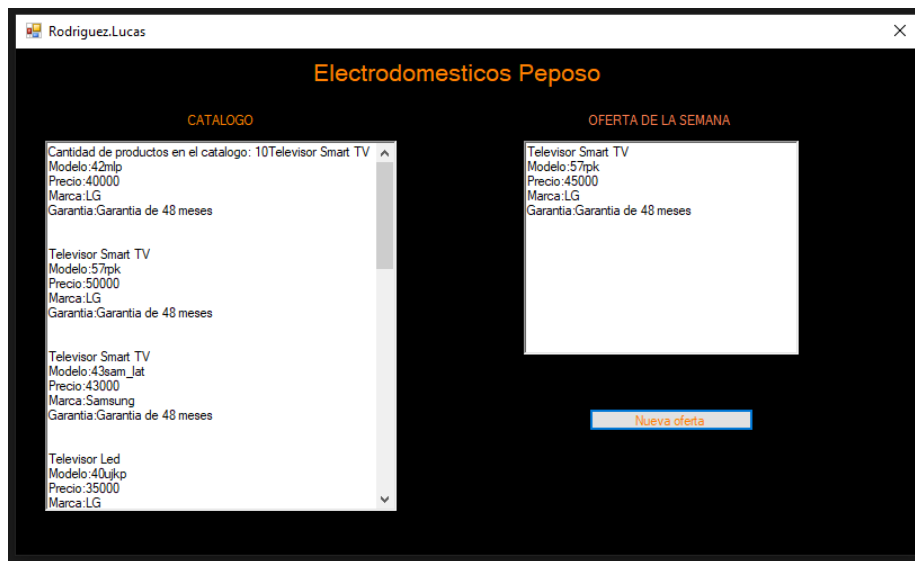 Rodriguez.Lucas
Electrodomesticos Peposo
CATALOGO
Cantidad de productos en el catalogo: 10Televisor Smart TV
Modelo:42mlp
Precio:40000
Marca:LG
Garantia:Garantia de 48 meses
Televisor Smart TV
Modelo:57rpk
Precio:50000
Marca:LG
Garantia:Garantia de 48 meses
Televisor Smart TV
Modelo:43sam_lat
Precio:43000
Marca:Samsung
Garantia:Garantia de 48 meses
Televisor Led
Modelo:40ujkp
Precio:35000
Marca:LG
OFERTA DE LA SEMANA
Televisor Smart TV
Modelo:57rpk
Precio:45000
Marca:LG
Garantia:Garantia de 48 meses
Nueva oferta